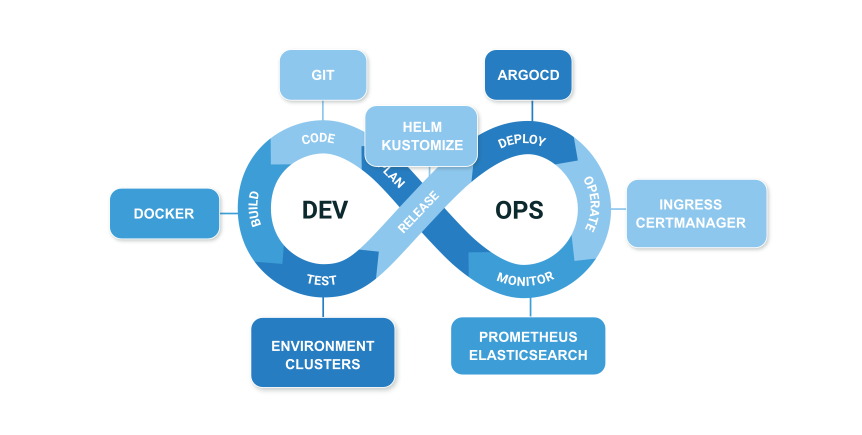 GIT
ARGOCD
HELM
KUSTOMIZE
CODE
DEPLOY
LAN
OPERATE
BUILD
DOCKER
DEV
RELEASE
OPS
INGRESS
CERTMANAGER
TEST
MONITOR
ENVIRONMENT
CLUSTERS
PROMETHEUS
ELASTICSEARCH